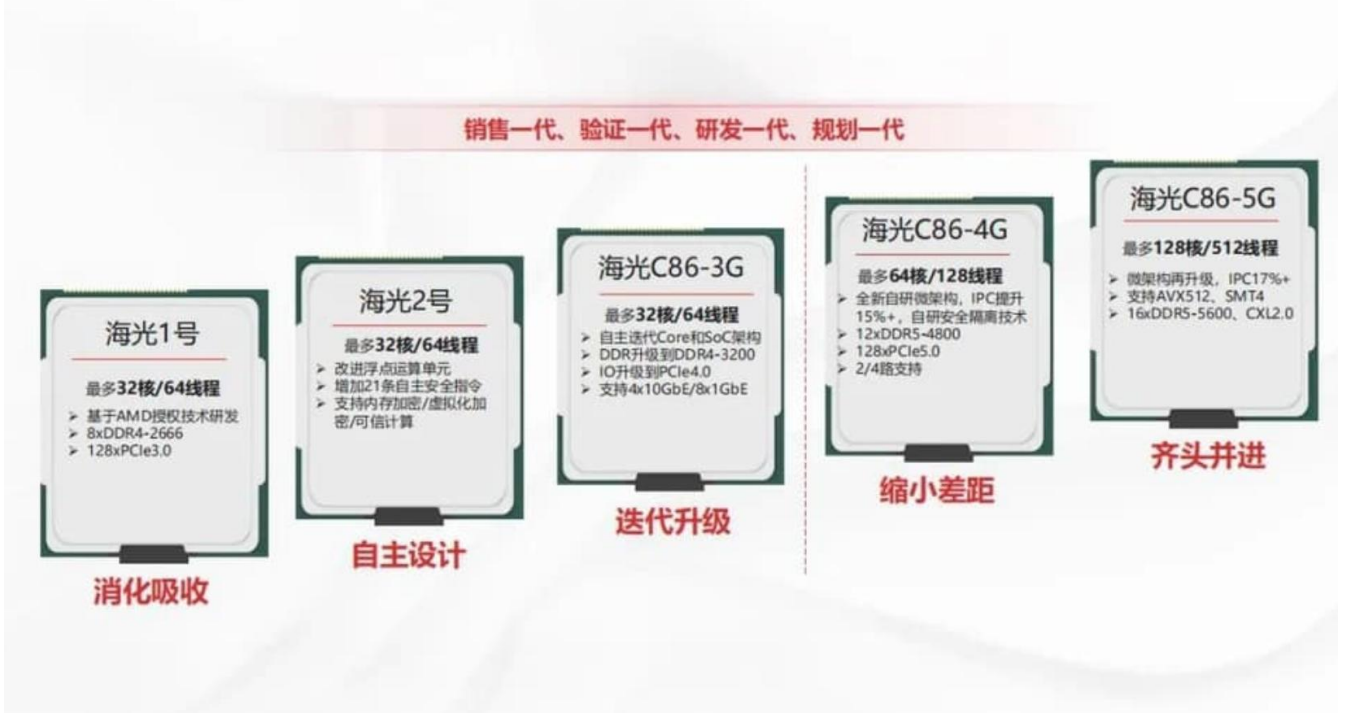 销售一代、验证一代、研发一代、规划一代
海光1号
最多32核/64线程
➢ 基于AMD授权技术研发
➢ 8xDDR4-2666
➢ 128xPCIe3.0
消化吸收
海光2号
最多32核/64线程
➢ 改进浮点运算单元
➢ 增加21条自主安全指令
➢ 支持内存加密/虚拟化加
密/可信计算
自主设计
海光C86-3G
最多32核/64线程
➢ 自主迭代Core和SoC架构
➢ DDR升级到DDR4-3200
➢ IO升级到PCIe4.0
➢ 支持4x10GbE/8x1GbE
迭代升级
海光C86-4G
最多64核/128线程
➢ 全新自研微架构，IPC提升
15%+，自研安全隔离技术
➢ 12xDDR5-4800
➢ 128xPCIe5.0
➢ 2/4路支持
缩小差距
海光C86-5G
最多128核/512线程
➢ 微架构再升级，IPC17%+
➢ 支持AVX512、SMT4
➢ 16xDDR5-5600、CXL2.0
齐头并进